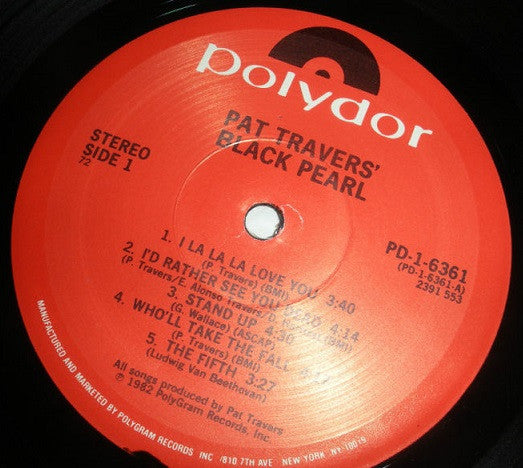 polydor
PAT TRAVERS'
BLACK PEARL
STEREO
SIDE 1
72
PD-1-6361
(PD-1-6361-A)
2391 553
1. I LA LA LA LOVE YOU 3:40
(P. Travers) (BMI)
2. I'D RATHER SEE YOU DEAD 4:14
(P. Travers/E. Alonso Travers/ (BMI)
3. STAND UP 4:30
(G. Wallace) (ASCAP)
4. WHO'LL TAKE THE FALL
(P. Travers) (BMI)
5. THE FIFTH 3:27
(Ludwig Van Beethovan)
All songs produced by Pat Travers
℗ 1982 PolyGram Records, Inc.
MANUFACTURED AND MARKETED BY POLYGRAM RECORDS INC /810 7TH AVE · NEW YORK, NY 10019